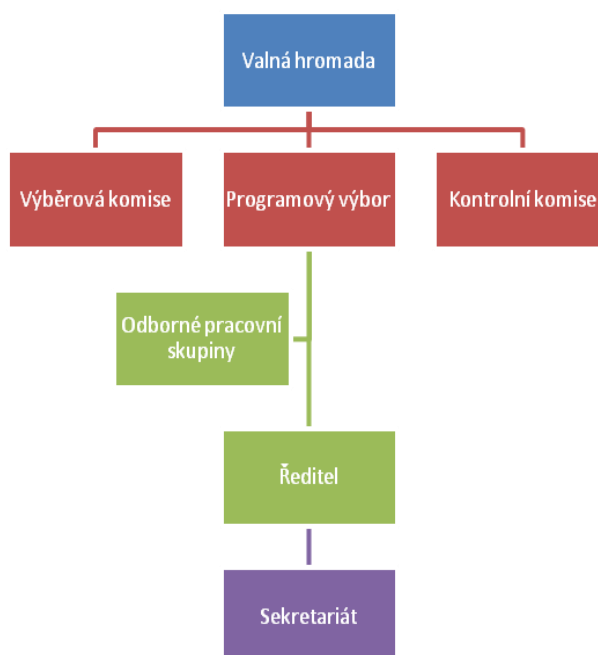 Valná hromada
Výběrová komise
Programový výbor
Kontrolní komise
Odborné pracovní
skupiny
Ředitel
Sekretariát